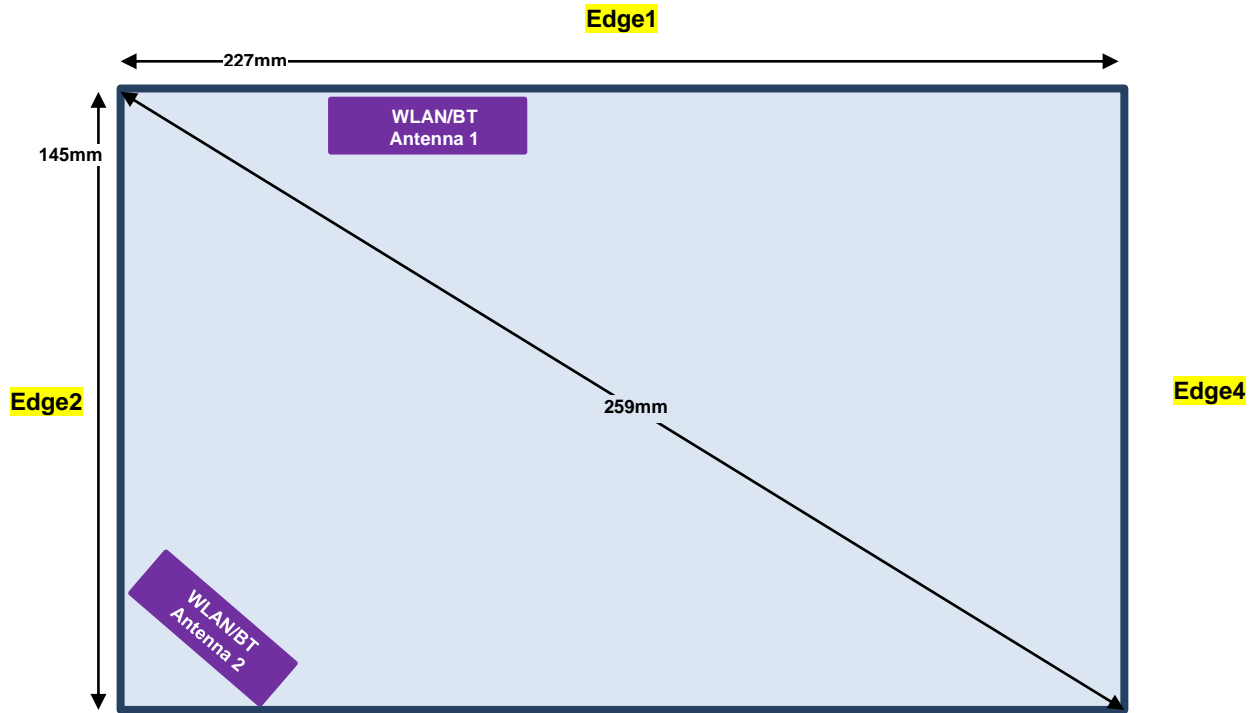 Edge1
227mm
WLAN/BT
Antenna 1
145mm
Edge2
259mm
Edge4
WLAN/BT
Antenna 2